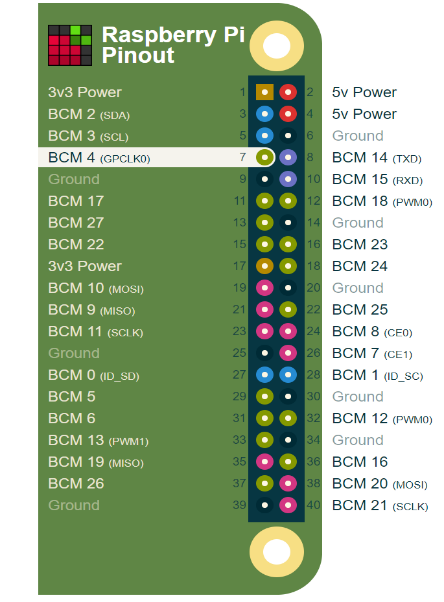 Raspberry Pi
Pinout
3v3 Power 1 2 5v Power
BCM 2 (SDA) 3 4 5v Power
BCM 3 (SCL) 5 6 Ground
BCM 4 (GPCLK0) 7 8 BCM 14 (TXD)
Ground 9 10 BCM 15 (RXD)
BCM 17 11 12 BCM 18 (PWM0)
BCM 27 13 14 Ground
BCM 22 15 16 BCM 23
3v3 Power 17 18 BCM 24
BCM 10 (MOSI) 19 20 Ground
BCM 9 (MISO) 21 22 BCM 25
BCM 11 (SCLK) 23 24 BCM 8 (CE0)
Ground 25 26 BCM 7 (CE1)
BCM 0 (ID_SD) 27 28 BCM 1 (ID_SC)
BCM 5 29 30 Ground
BCM 6 31 32 BCM 12 (PWM0)
BCM 13 (PWM1) 33 34 Ground
BCM 19 (MISO) 35 36 BCM 16
BCM 26 37 38 BCM 20 (MOSI)
Ground 39 40 BCM 21 (SCLK)